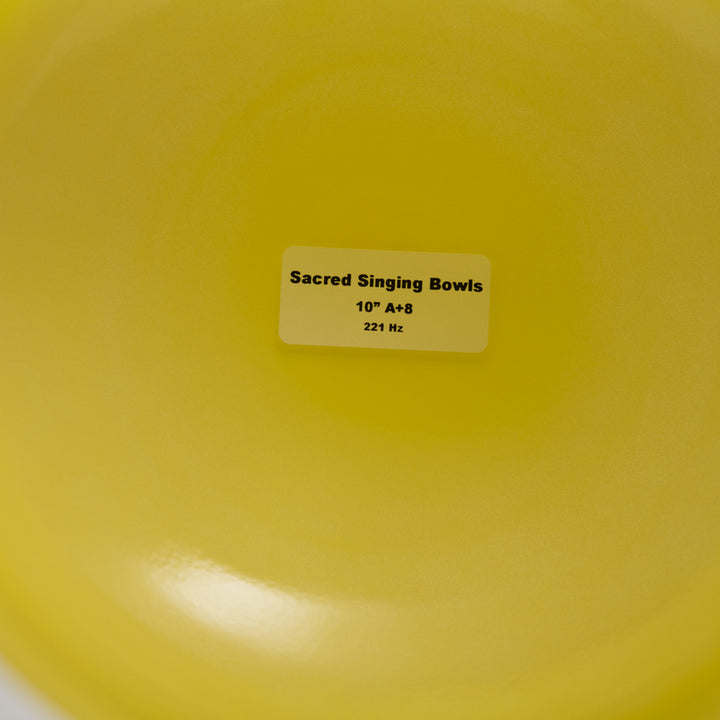 Sacred Singing Bowls
10” A+8
221 Hz